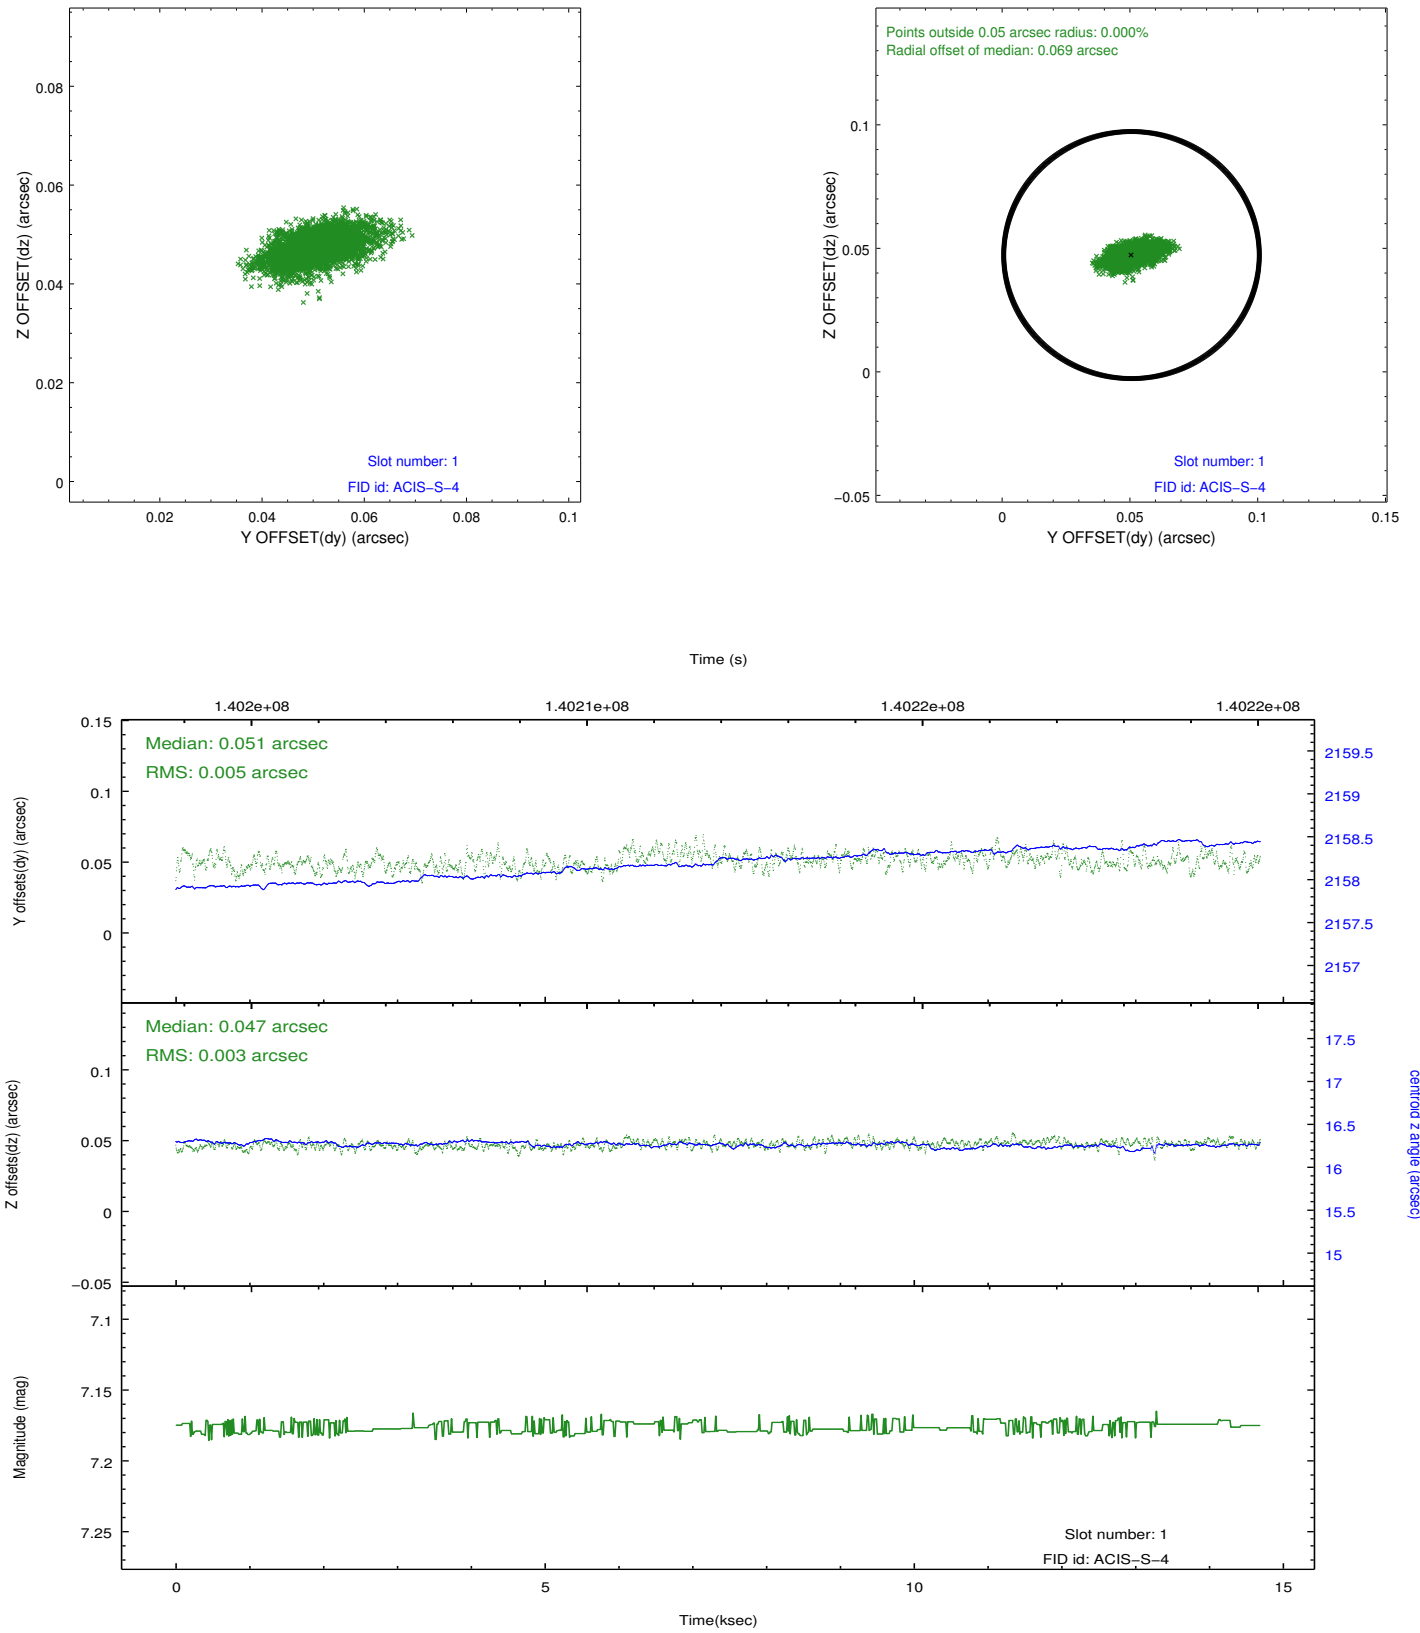 0.08
0.06
0.04
0.02
0
Z OFFSET(dz) (arcsec)
Slot number: 1
FID id: ACIS−S−4
0.02 0.04 0.06 0.08 0.1
Y OFFSET(dy) (arcsec)
Points outside 0.05 arcsec radius: 0.000%
Radial offset of median: 0.069 arcsec
0.1
0.05
0
−0.05
Z OFFSET(dz) (arcsec)
Slot number: 1
FID id: ACIS−S−4
0 0.05 0.1 0.15
Y OFFSET(dy) (arcsec)
Time (s)
1.402e+08 1.4021e+08 1.4022e+08 1.4022e+08
Median: 0.051 arcsec
RMS: 0.005 arcsec
0.15
0.1
0.05
0
Y offsets(dy) (arcsec)
2159.5
2159
2158.5
2158
2157.5
2157
Median: 0.047 arcsec
RMS: 0.003 arcsec
0.1
0.05
0
−0.05
Z offsets(dz) (arcsec)
17.5
17
16.5
16
15.5
15
centroid z angle (arcsec)
7.1
7.15
7.2
7.25
Magnitude (mag)
Slot number: 1
FID id: ACIS−S−4
0 5 10 15
Time(ksec)